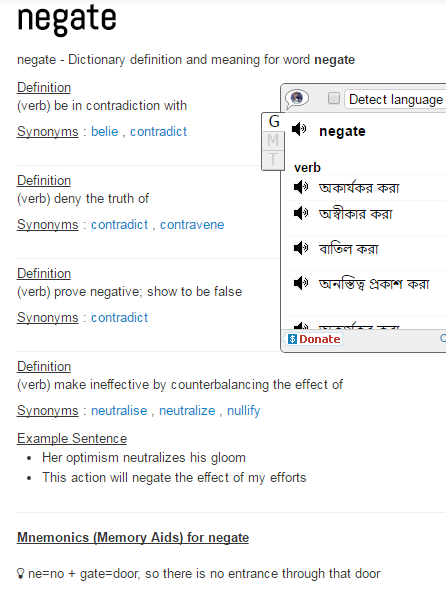 negate
negate - Dictionary definition and meaning for word negate
Definition
(verb) be in contradiction with
Synonyms : belie , contradict
Definition
(verb) deny the truth of
Synonyms : contradict , contravene
Definition
(verb) prove negative; show to be false
Synonyms : contradict
Definition
(verb) make ineffective by counterbalancing the effect of
Synonyms : neutralise , neutralize , nullify
Example Sentence
Her optimism neutralizes his gloom
This action will negate the effect of my efforts
Mnemonics (Memory Aids) for negate
ne=no + gate=door, so there is no entrance through that door
Detect language
G
M
T
negate
verb
অকার্যকর করা
অস্বীকার করা
বাতিল করা
অনস্তিত্ব প্রকাশ করা
$ Donate